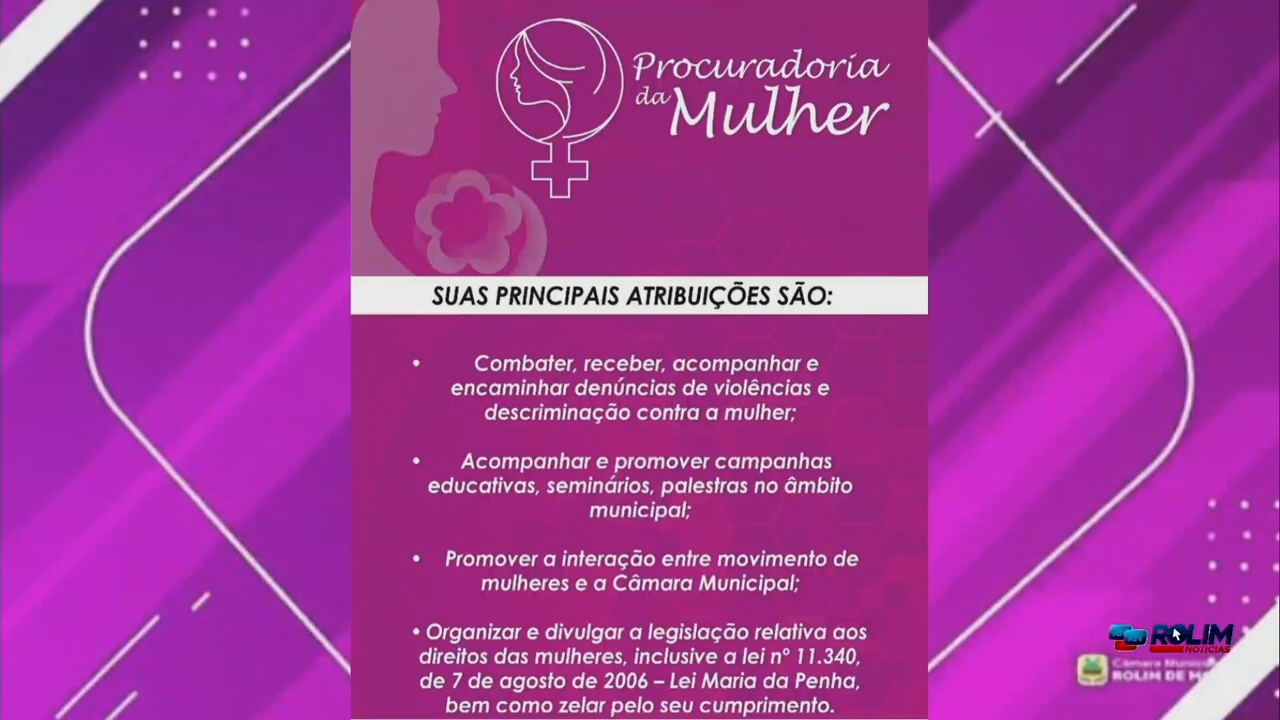 Procuradoria
da Mulher
SUAS PRINCIPAIS ATRIBUIÇÕES SÃO:
• Combater, receber, acompanhar e
encaminhar denúncias de violências e
descriminação contra a mulher;
• Acompanhar e promover campanhas
educativas, seminários, palestras no âmbito
municipal;
• Promover a interação entre movimento de
mulheres e a Câmara Municipal;
• Organizar e divulgar a legislação relativa aos
direitos das mulheres, inclusive a lei nº 11.340,
de 7 de agosto de 2006 – Lei Maria da Penha,
bem como zelar pelo seu cumprimento.
ROLIM
NOTÍCIAS
Câmara
ROLIM DE